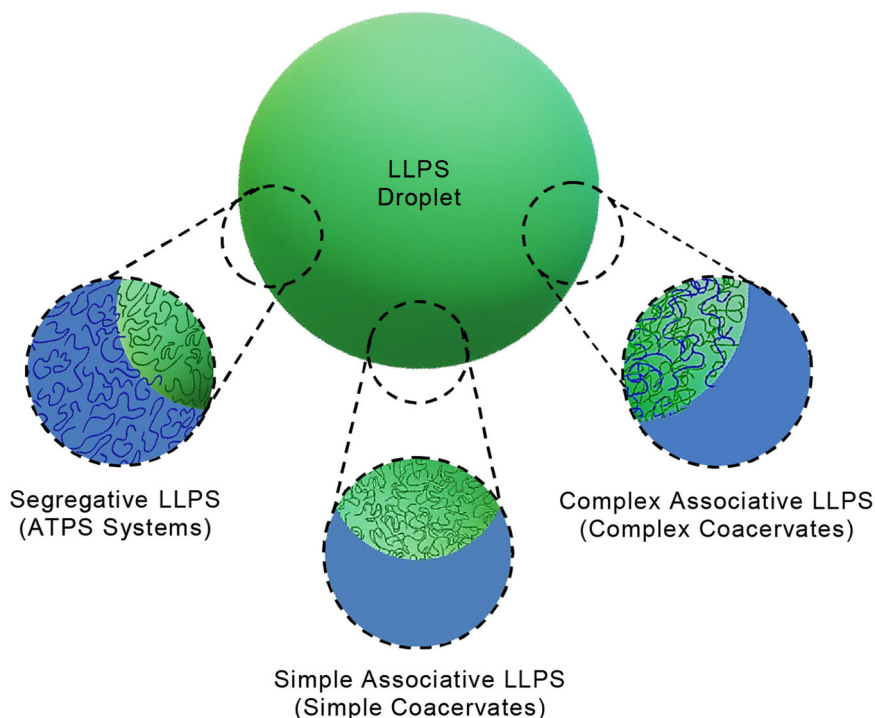 LLPS
Droplet
Segregative LLPS
(ATPS Systems)
Complex Associative LLPS
(Complex Coacervates)
Simple Associative LLPS
(Simple Coacervates)